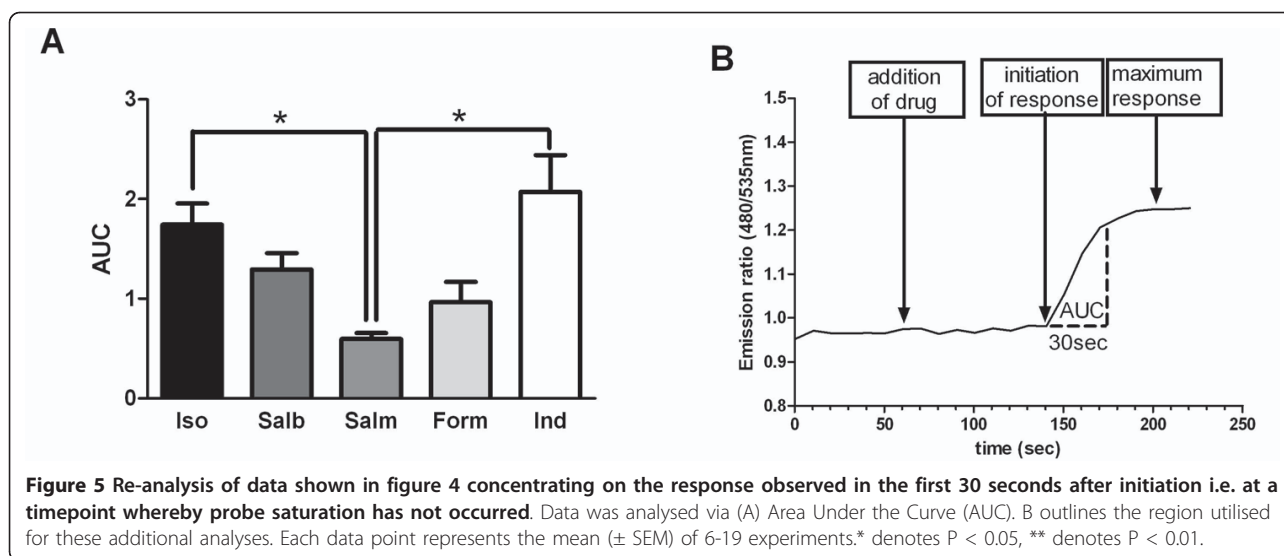 A
3
2
1
0
AUC
*
*
Iso Salb Salm Form Ind
B
addition
of drug
initiation
of response
maximum
response
1.5
1.4
1.3
1.2
1.1
1.0
0.9
0.8
Emission ratio (480/535nm)
AUC
30sec
0 50 100 150 200 250
time (sec)
Figure 5 Re-analysis of data shown in figure 4 concentrating on the response observed in the first 30 seconds after initiation i.e. at a
timepoint whereby probe saturation has not occurred. Data was analysed via (A) Area Under the Curve (AUC). B outlines the region utilised
for these additional analyses. Each data point represents the mean (± SEM) of 6-19 experiments.* denotes P < 0.05, ** denotes P < 0.01.